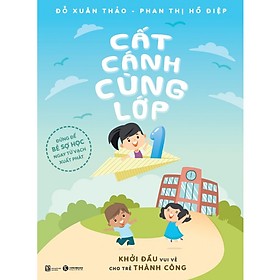 ĐỖ XUÂN THẢO - PHAN THỊ HỒ ĐIỆP
CẤT
CÁNH
CÙNG
LỚP
1
ĐỪNG ĐỂ
BÉ SỢ HỌC
NGAY TỪ VẠCH
XUẤT PHÁT
KHỞI ĐẦU VUI VẺ
CHO TRẺ THÀNH CÔNG